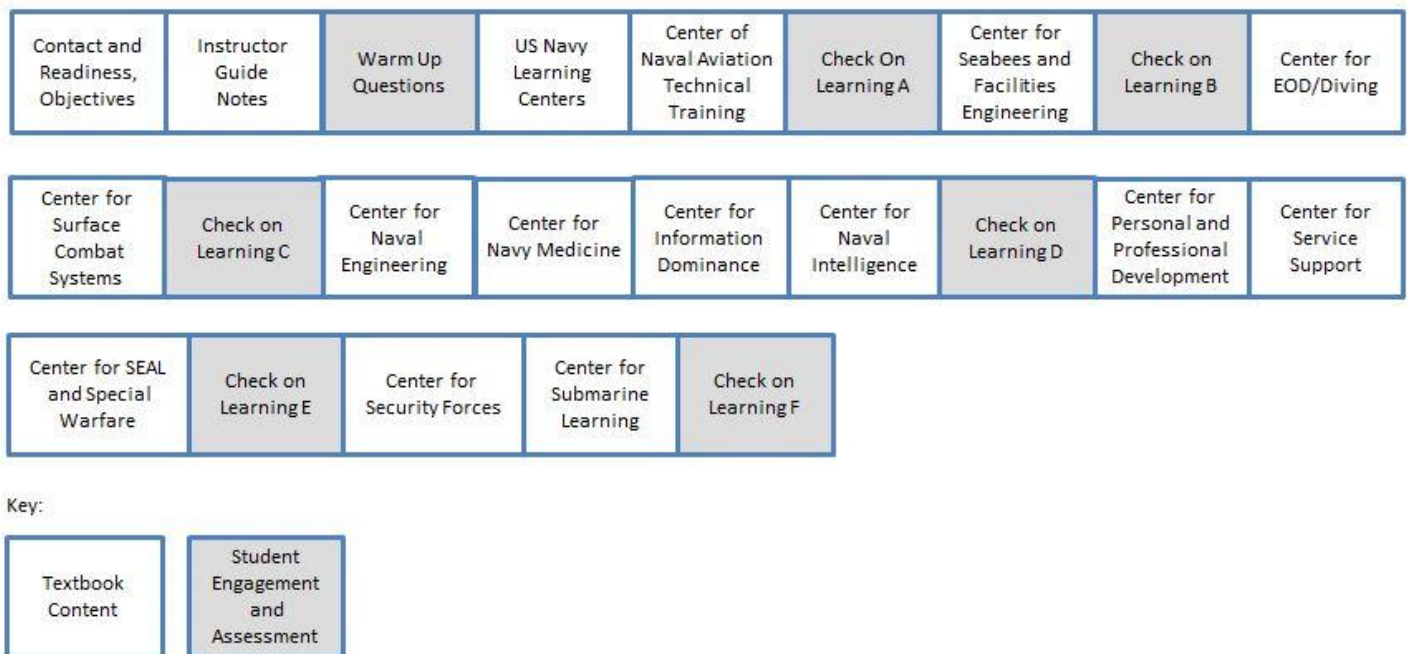 Contact and
Readiness,
Objectives
Instructor
Guide
Notes
Warm Up
Questions
US Navy
Learning
Centers
Center of
Naval Aviation
Technical
Training
Check On
Learning A
Center for
Seabees and
Facilities
Engineering
Check on
Learning B
Center for
EOD/Diving
Center for
Surface
Combat
Systems
Check on
Learning C
Center for
Naval
Engineering
Center for
Navy Medicine
Center for
Information
Dominance
Center for
Naval
Intelligence
Check on
Learning D
Center for
Personal and
Professional
Development
Center for
Service
Support
Center for SEAL
and Special
Warfare
Check on
Learning E
Center for
Security Forces
Center for
Submarine
Learning
Check on
Learning F
Key:
Textbook
Content
Student
Engagement
and
Assessment